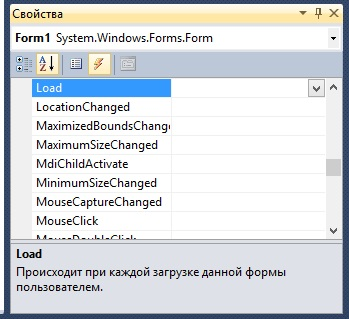 Свойства
Form1 System.Windows.Forms.Form
Load
LocationChanged
MaximizedBoundsChange
MaximumSizeChanged
MdiChildActivate
MinimumSizeChanged
MouseCaptureChanged
MouseClick
MouseDoubleClick
Load
Происходит при каждой загрузке данной формы
пользователем.